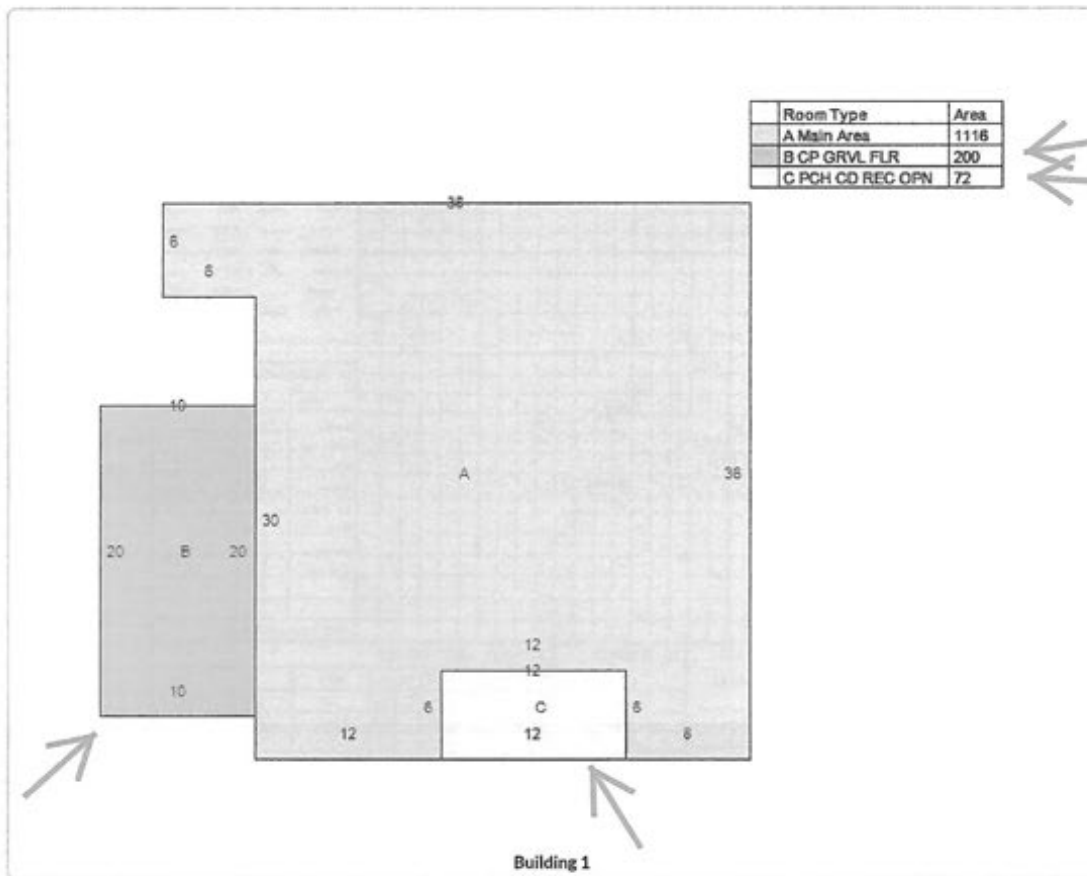 Room Type Area
A Main Area 1116
B CP GRVL FLR 200
C PCH CD REC OPN 72
38
6
6
10
A
36
30
20 B 20
12
12
10
6 C 6
12 12 8
Building 1